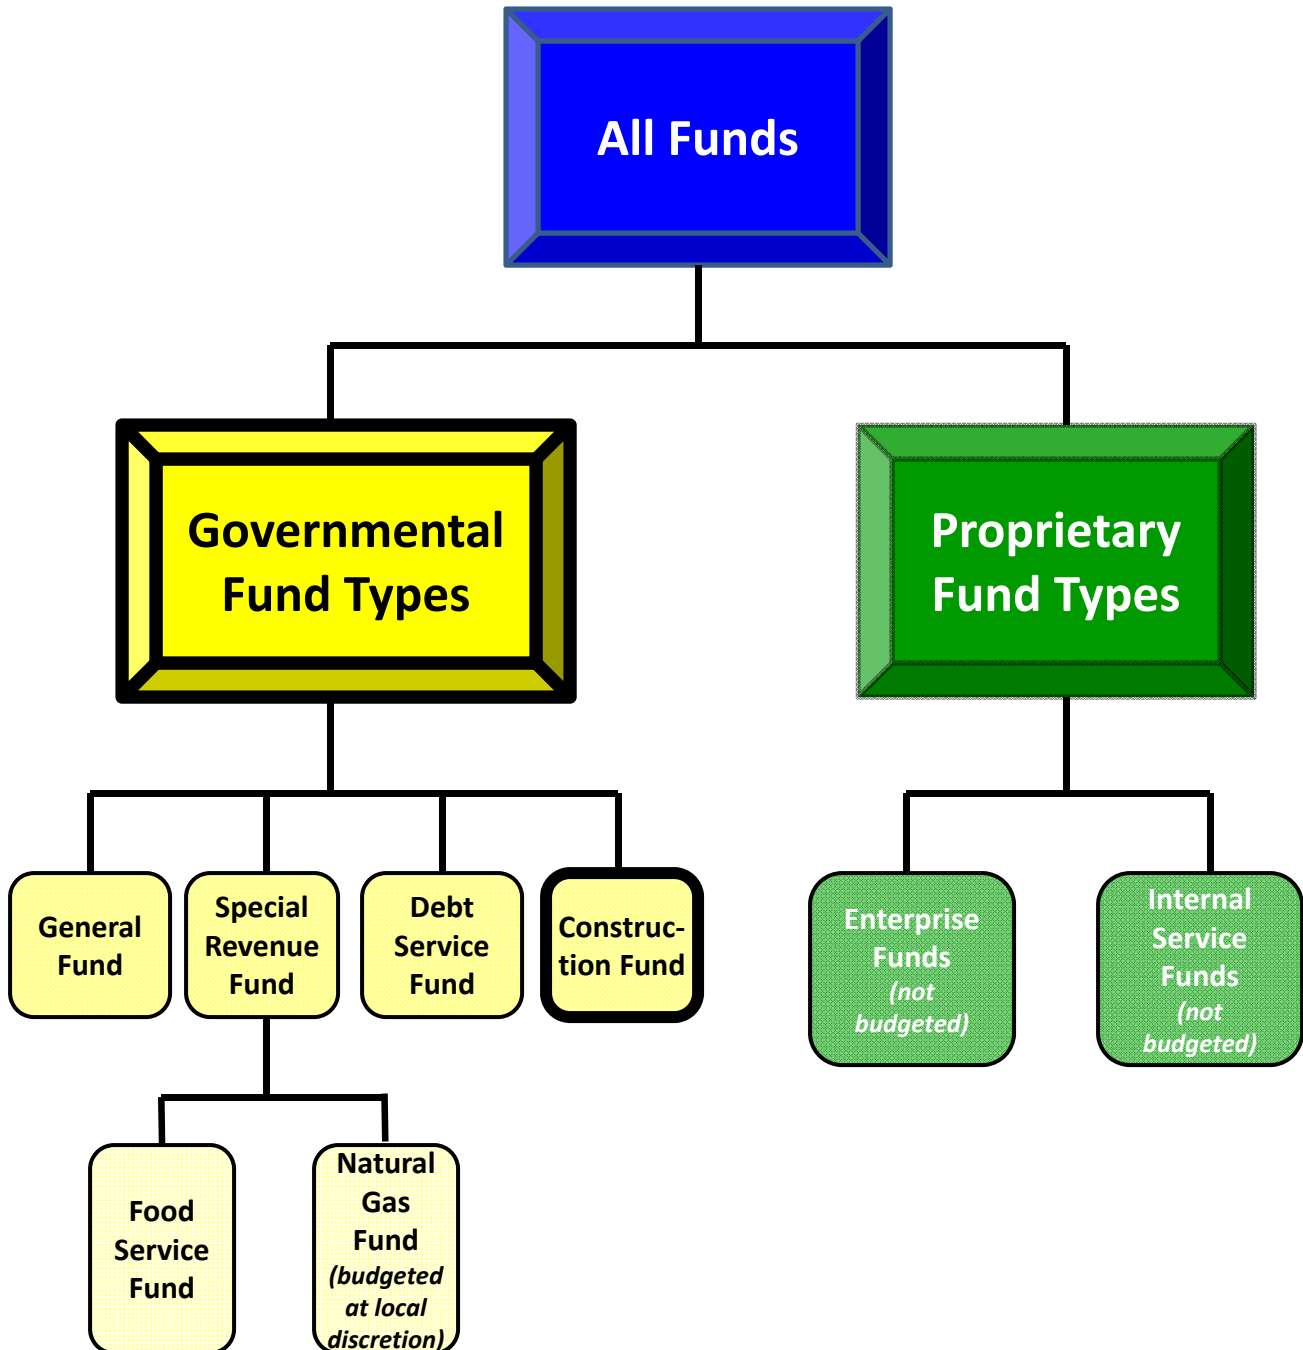 All Funds
Governmental
Fund Types
Proprietary
Fund Types
General
Fund
Special
Revenue
Fund
Debt
Service
Fund
Construc-
tion Fund
Enterprise
Funds
(not
budgeted)
Internal
Service
Funds
(not
budgeted)
Food
Service
Fund
Natural
Gas
Fund
(budgeted
at local
discretion)